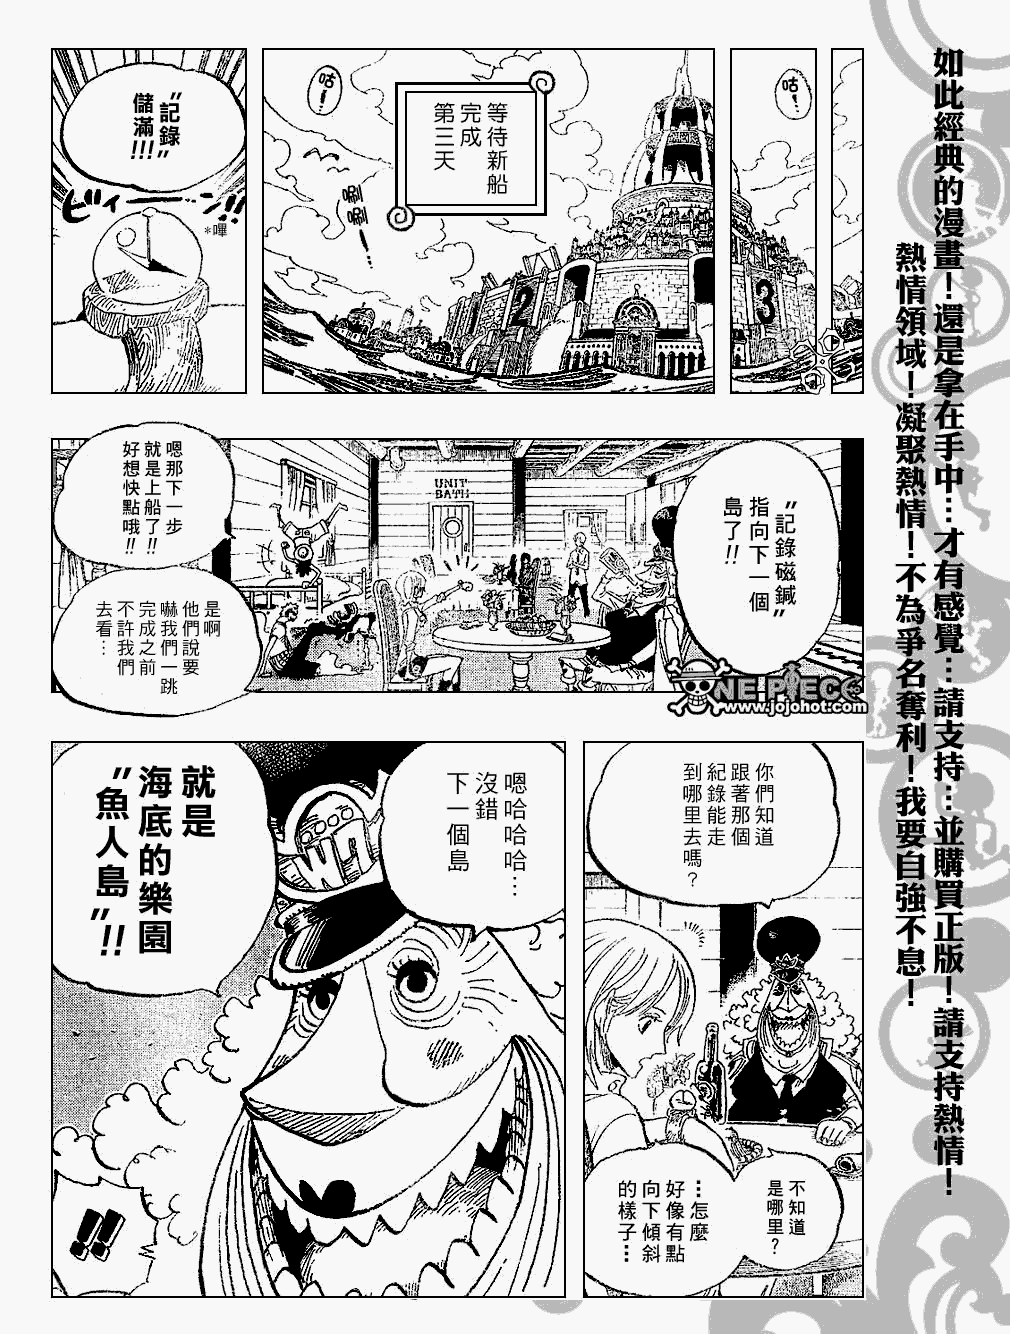 如此經典的漫畫！還是拿在手中…才有感覺…請支持…並購買正版！請支持熱情！
熱情領域！凝聚熱情！不為爭名奪利！我要自強不息！
咕！
等待新船
完成
第三天
2
3
咕！
“記錄”
儲滿!!!
ビィーーン!!
*嗶
“記錄磁鍼”
指向下一個
島了!!
UNIT
BATH
嗯那下一步
就是上船了!!
好想快點哦!!
是啊
他們說要
嚇我們一跳
完成之前
不許我們
去看…
ONE PIECE
www.jojohot.com
你們知道
跟著那個
紀錄能走
到哪里去嗎？
不知道
是哪里？
…怎麼
好像有點
向下傾斜
的樣子…
嗯哈哈哈…
沒錯
下一個島
就是
海底的樂園
“魚人島”!!
!!